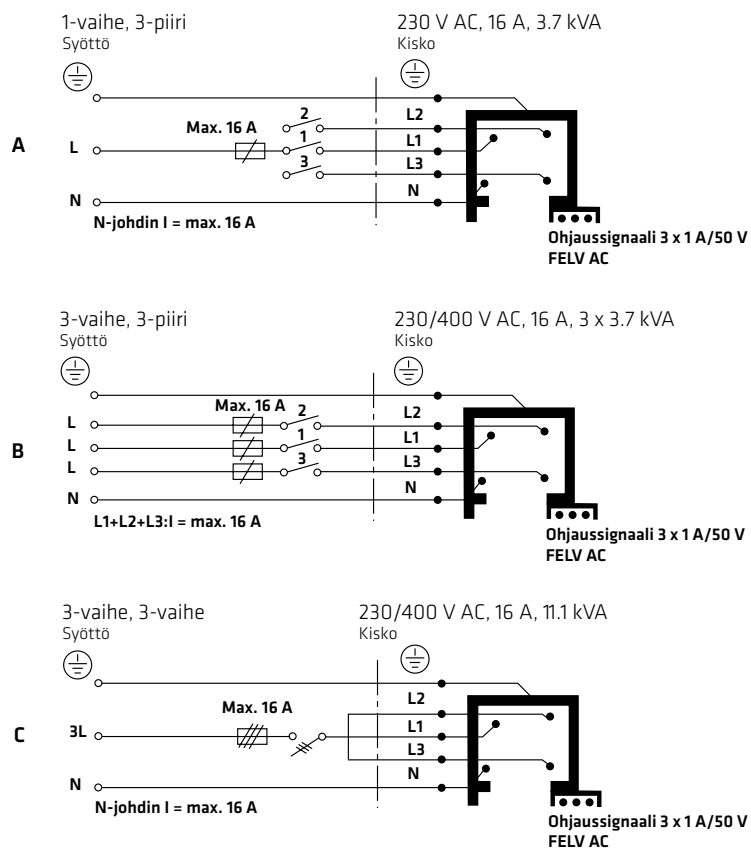 1-vaihe, 3-piiri
Syöttö
230 V AC, 16 A, 3.7 kVA
Kisko
A
L
N
Max. 16 A
2
1
3
L2
L1
L3
N
N-johdin I = max. 16 A
Ohjaussignaali 3 x 1 A/50 V
FELV AC
3-vaihe, 3-piiri
Syöttö
230/400 V AC, 16 A, 3 x 3.7 kVA
Kisko
B
L
L
L
N
Max. 16 A
2
1
3
L2
L1
L3
N
L1+L2+L3:I = max. 16 A
Ohjaussignaali 3 x 1 A/50 V
FELV AC
3-vaihe, 3-vaihe
Syöttö
230/400 V AC, 16 A, 11.1 kVA
Kisko
C
3L
N
Max. 16 A
L2
L1
L3
N
N-johdin I = max. 16 A
Ohjaussignaali 3 x 1 A/50 V
FELV AC